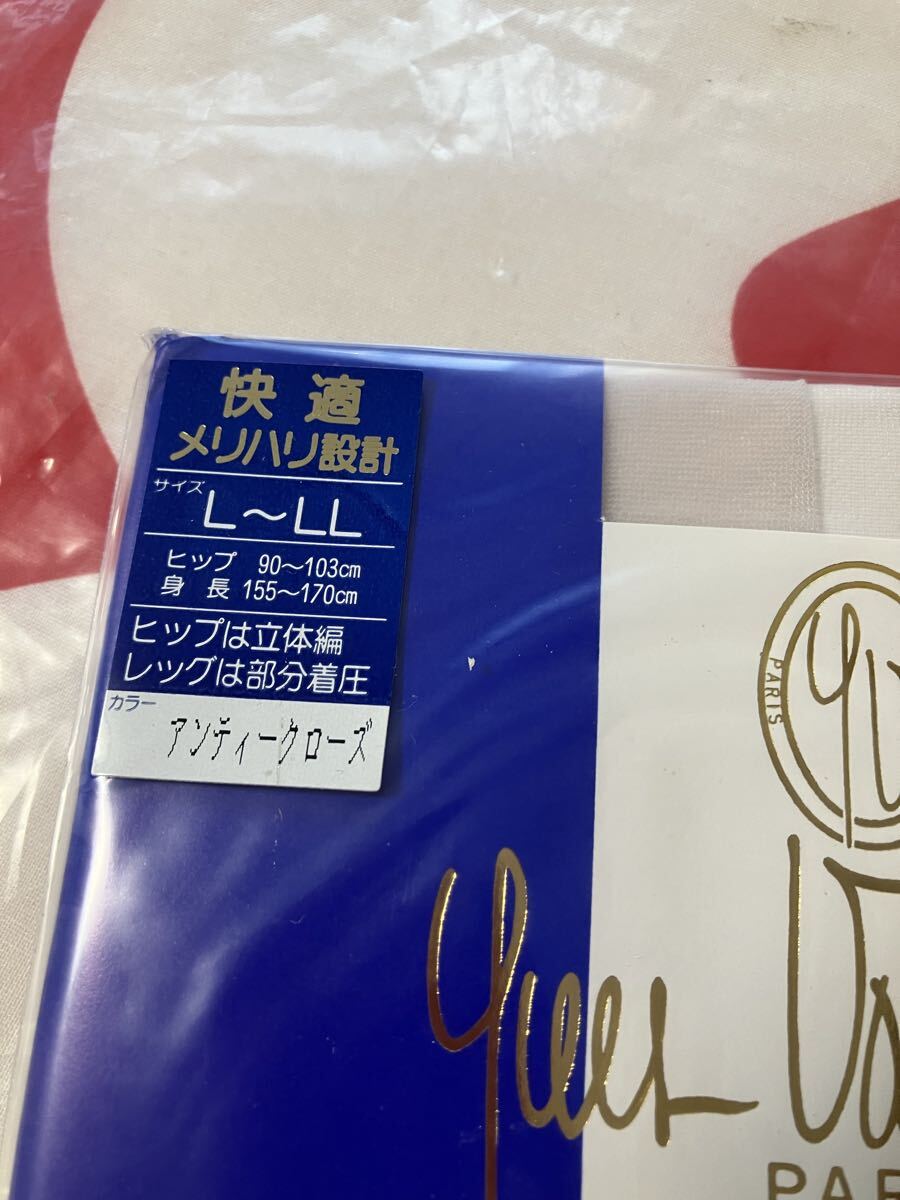 快適
メリハリ設計
サイズ
L～LL
ヒップ 90～103cm
身長 155～170cm
ヒップは立体編
レッグは部分着圧
カラー
アンティークローズ
PARIS
Yves
PAR